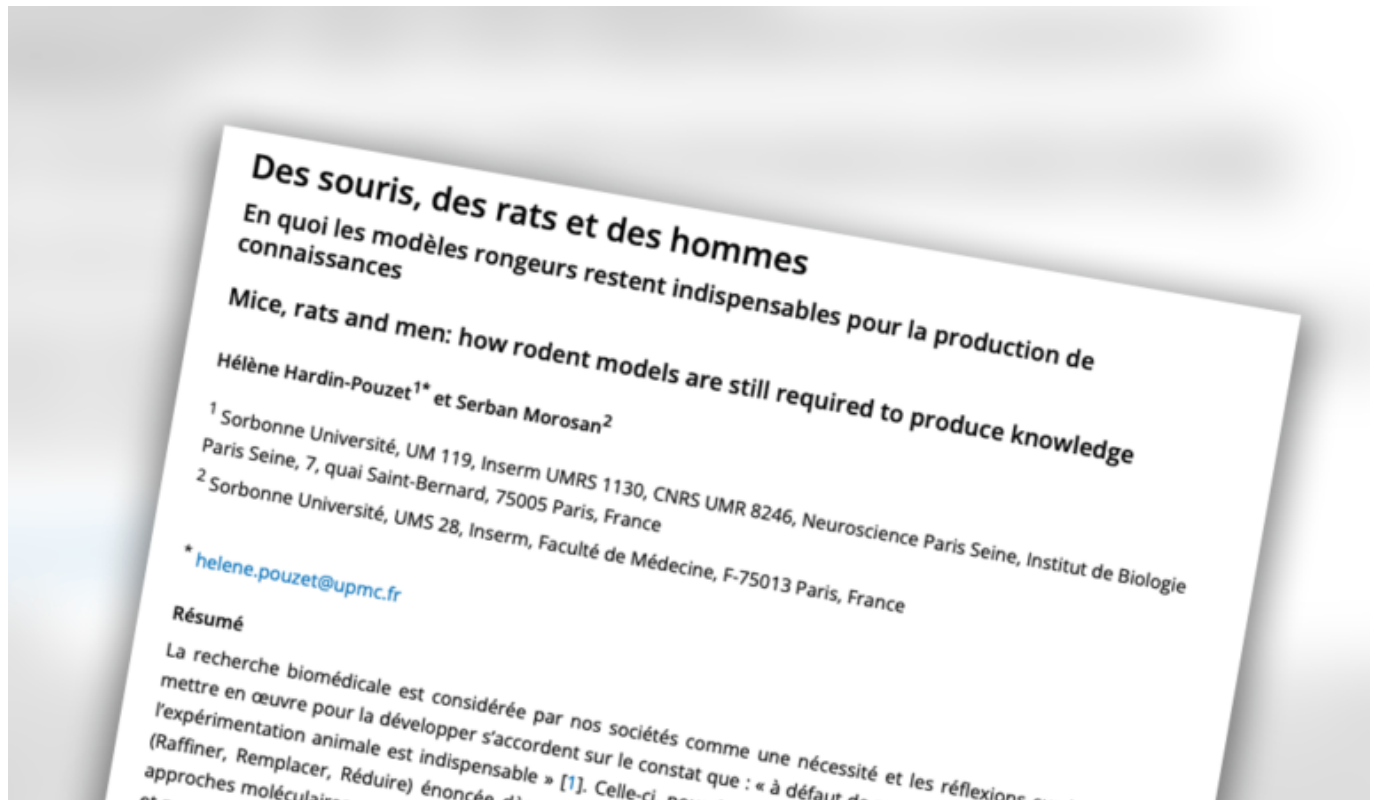 Des souris, des rats et des hommes
En quoi les modèles rongeurs restent indispensables pour la production de
connaissances
Mice, rats and men: how rodent models are still required to produce knowledge
Hélène Hardin-Pouzet1* et Serban Morosan2
1 Sorbonne Université, UM 119, Inserm UMRS 1130, CNRS UMR 8246, Neuroscience Paris Seine, Institut de Biologie
Paris Seine, 7, quai Saint-Bernard, 75005 Paris, France
2 Sorbonne Université, UMS 28, Inserm, Faculté de Médecine, F-75013 Paris, France
* helene.pouzet@upmc.fr
Résumé
La recherche biomédicale est considérée par nos sociétés comme une nécessité et les réflexions
mettre en œuvre pour la développer s’accordent sur le constat que : « à défaut
l’expérimentation animale est indispensable » [1]. Celle-ci
(Raffiner, Remplacer, Réduire) énoncée
approches